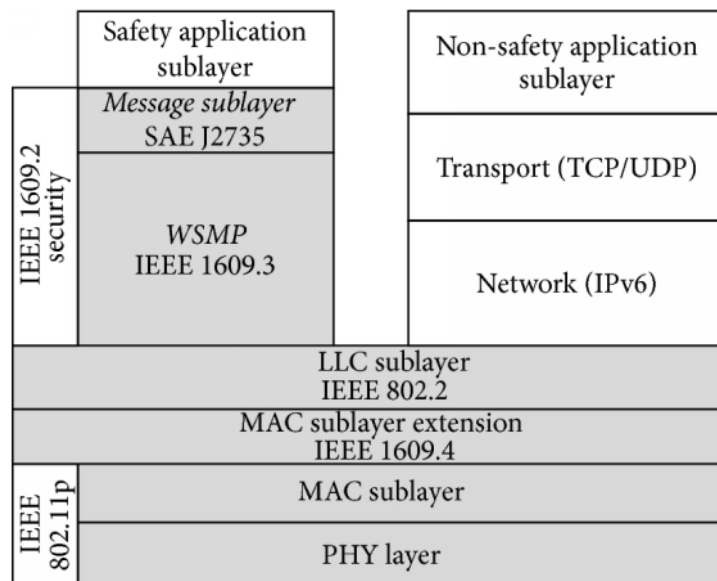 Safety application
sublayer
Non-safety application
sublayer
Message sublayer
SAE J2735
IEEE 1609.2
security
WSMP
IEEE 1609.3
Transport (TCP/UDP)
Network (IPv6)
LLC sublayer
IEEE 802.2
MAC sublayer extension
IEEE 1609.4
IEEE
802.11p
MAC sublayer
PHY layer